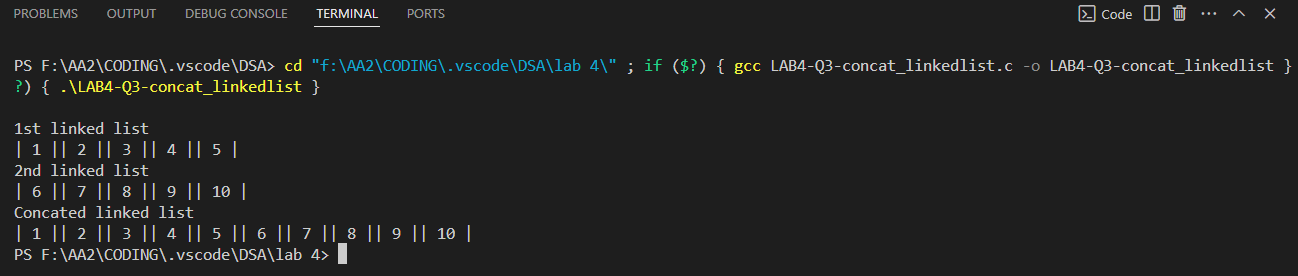 PROBLEMS OUTPUT DEBUG CONSOLE TERMINAL PORTS Code
PS F:\AA2\CODING\.vscode\DSA> cd "f:\AA2\CODING\.vscode\DSA\lab 4\" ; if ($?) { gcc LAB4-Q3-concat_linkedlist.c -o LAB4-Q3-concat_linkedlist }
?) { .\LAB4-Q3-concat_linkedlist }
1st linked list
| 1 || 2 || 3 || 4 || 5 |
2nd linked list
| 6 || 7 || 8 || 9 || 10 |
Concated linked list
| 1 || 2 || 3 || 4 || 5 || 6 || 7 || 8 || 9 || 10 |
PS F:\AA2\CODING\.vscode\DSA\lab 4>